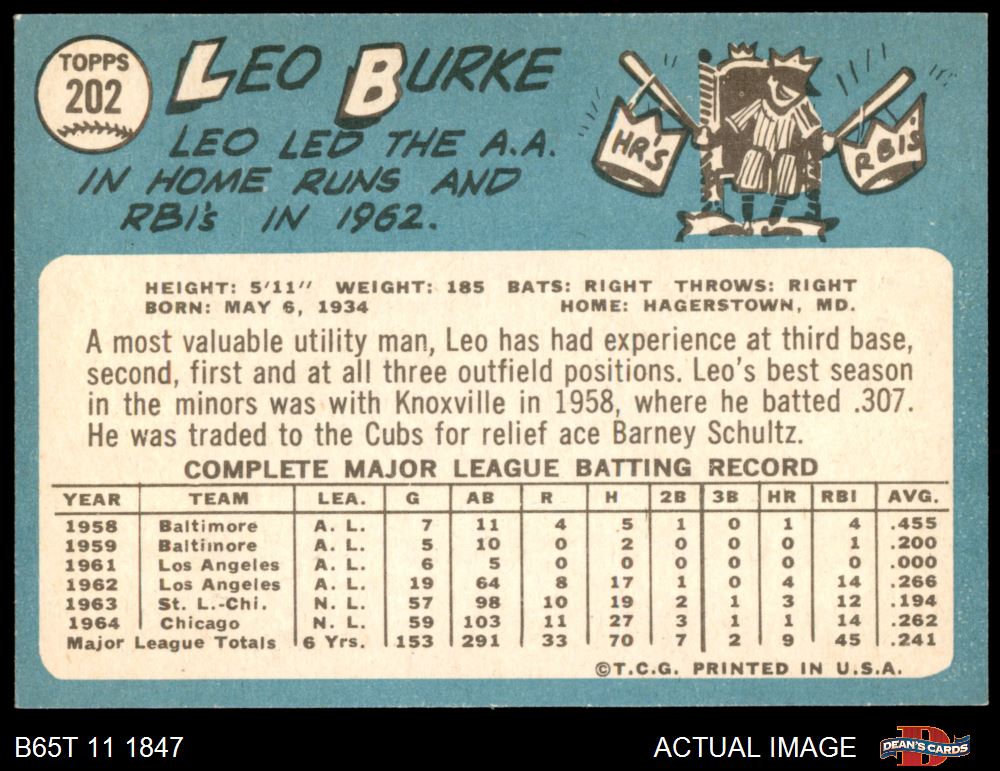 TOPPS
202
LEO BURKE
LEO LED THE A.A.
IN HOME RUNS AND
RBI's IN 1962.
HR'S
RBI'S
HEIGHT: 5'11" WEIGHT: 185 BATS: RIGHT THROWS: RIGHT
BORN: MAY 6, 1934 HOME: HAGERSTOWN, MD.
A most valuable utility man, Leo has had experience at third base,
second, first and at all three outfield positions. Leo's best season
in the minors was with Knoxville in 1958, where he batted .307.
He was traded to the Cubs for relief ace Barney Schultz.
COMPLETE MAJOR LEAGUE BATTING RECORD
YEAR TEAM LEA. G AB R H 2B 3B HR RBI AVG.
1958 Baltimore A. L. 7 11 4 5 1 0 1 4 .455
1959 Baltimore A. L. 5 10 0 2 0 0 0 1 .200
1961 Los Angeles A. L. 6 5 0 0 0 0 0 0 .000
1962 Los Angeles A. L. 19 64 8 17 1 0 4 14 .266
1963 St. L.-Chi. N. L. 57 98 10 19 2 1 3 12 .194
1964 Chicago N. L. 59 103 11 27 3 1 1 14 .262
Major League Totals 6 Yrs. 153 291 33 70 7 2 9 45 .241
©T.C.G. PRINTED IN U.S.A.
B65T 11 1847
ACTUAL IMAGE
D
DEAN'S CARDS